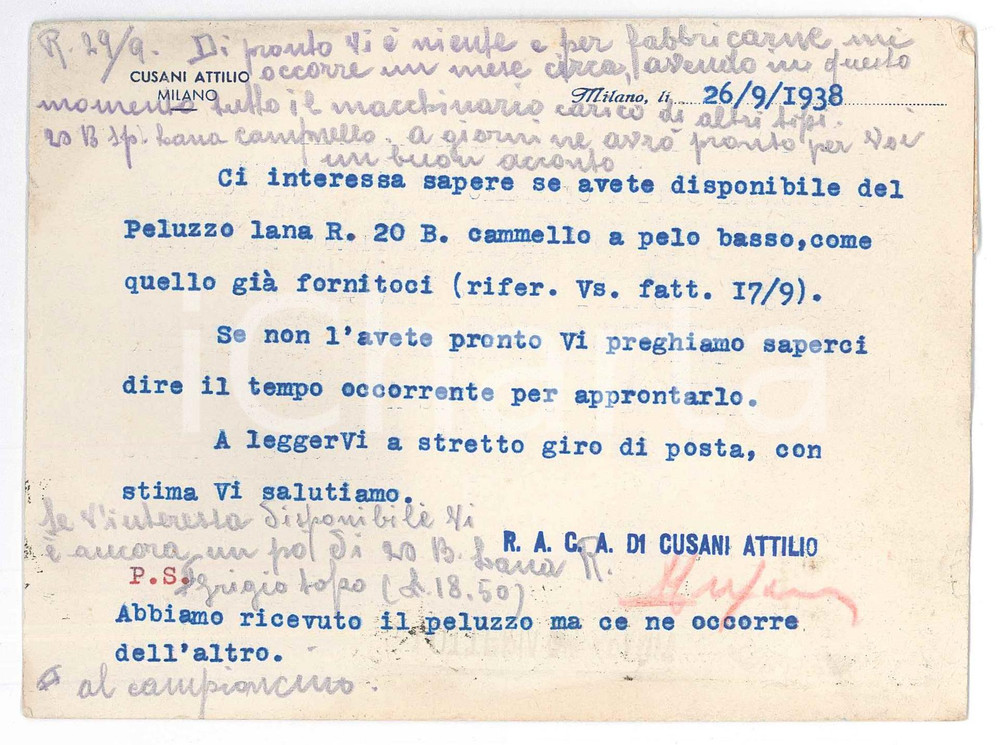 R. 29/9. Di pronto vi è niente e per fabbricarne mi
occorre un mese circa, avendo in questo
momento tutto il macchinario carico di altri tipi.
20 B Sp. Lana cammello. a giorni ne avrò pronto per Voi
un buon acconto
CUSANI ATTILIO
MILANO
Milano, li 26/9/I938
Ci interessa sapere se avete disponibile del
Peluzzo lana R. 20 B. cammello a pelo basso,come
quello già fornitoci (rifer. Vs. fatt. I7/9).
Se non l'avete pronto Vi preghiamo saperci
dire il tempo occorrente per approntarlo.
A leggerVi a stretto giro di posta, con
stima Vi salutiamo.
Se V'interessa disponibile vi
è ancora un pò di 20 B. Lana R.
grigio topo (L. 18.50)
R. A. C. A. DI CUSANI ATTILIO
P.S.
Abbiamo ricevuto il peluzzo ma ce ne occorre
dell'altro.
al campioncino.
iCharta